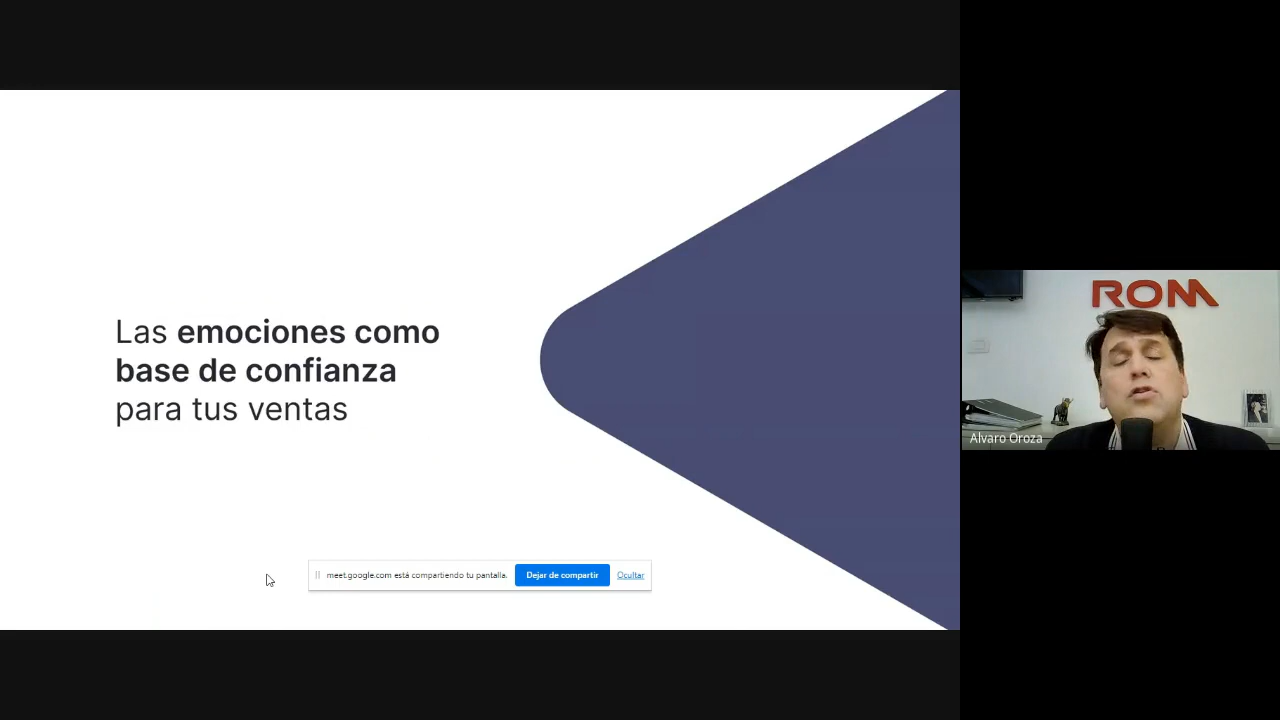 Las emociones como
base de confianza
para tus ventas
meet.google.com está compartiendo tu pantalla.
Dejar de compartir
Ocultar
ROM
Alvaro Oroza